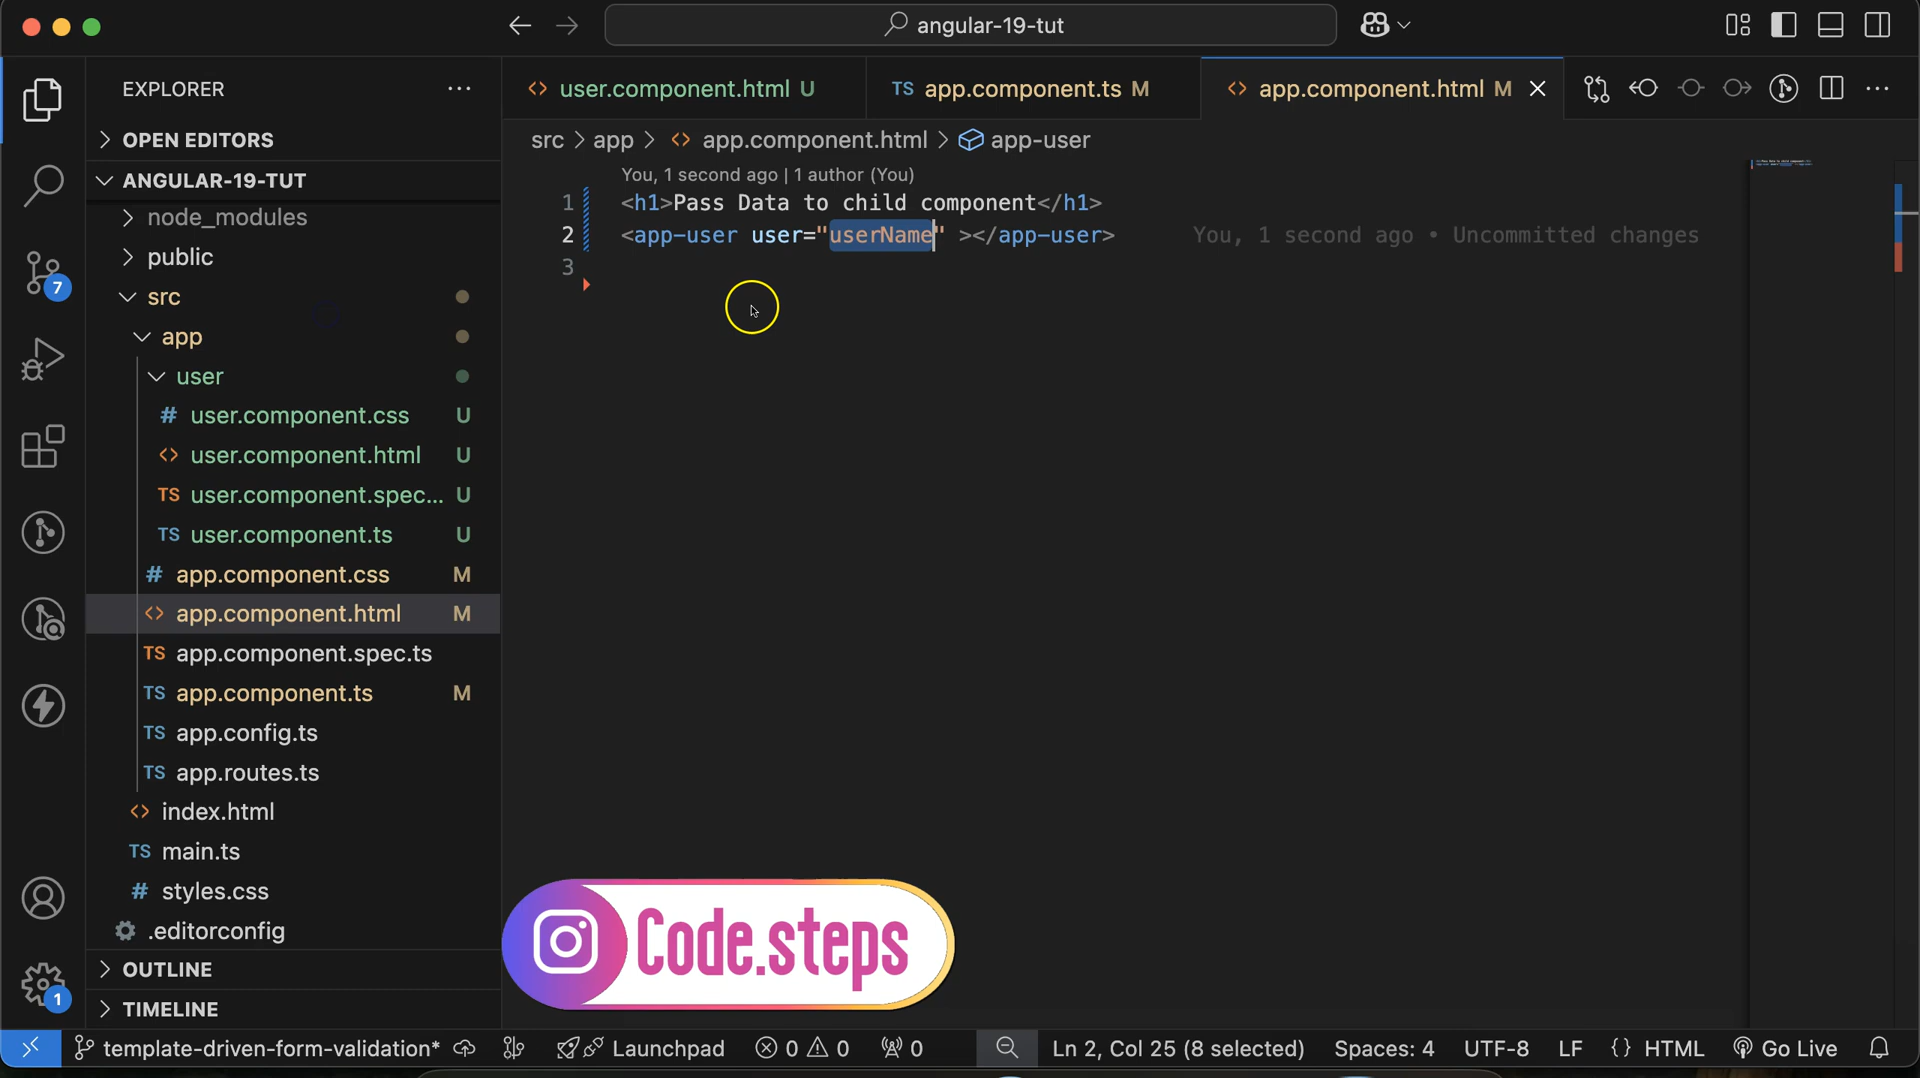 angular-19-tut
EXPLORER
user.component.html U
TS app.component.ts M
app.component.html M
OPEN EDITORS
src > app > app.component.html > app-user
ANGULAR-19-TUT
You, 1 second ago | 1 author (You)
node_modules
1 <h1>Pass Data to child component</h1>
public
2 <app-user user="userName" ></app-user>
You, 1 second ago • Uncommitted changes
3
src
app
user
# user.component.css U
user.component.html U
TS user.component.spec... U
TS user.component.ts U
# app.component.css M
app.component.html M
TS app.component.spec.ts
TS app.component.ts M
TS app.config.ts
TS app.routes.ts
index.html
TS main.ts
# styles.css
.editorconfig
OUTLINE
TIMELINE
7
1
Code.steps
template-driven-form-validation*
Launchpad
0 0
0
Ln 2, Col 25 (8 selected)
Spaces: 4
UTF-8
LF
{} HTML
Go Live